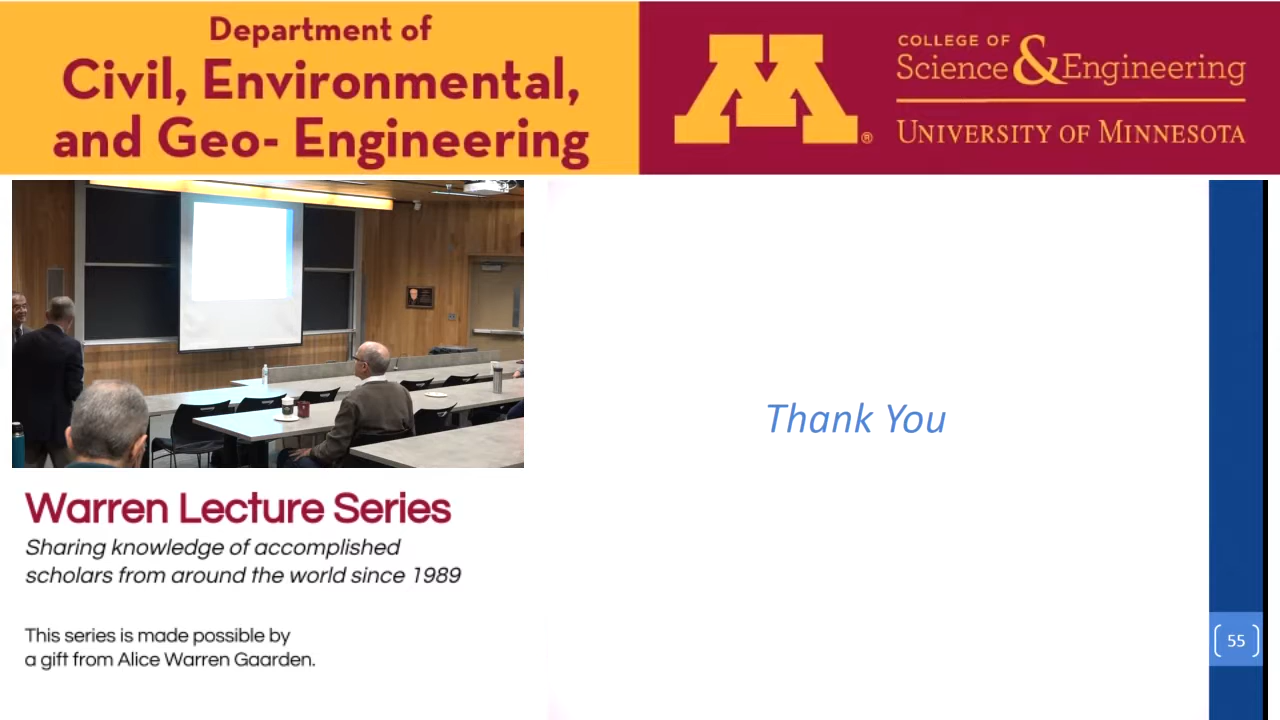 Department of
Civil, Environmental,
and Geo- Engineering
COLLEGE OF
Science & Engineering
UNIVERSITY OF MINNESOTA
®
Warren Lecture Series
Sharing knowledge of accomplished
scholars from around the world since 1989
This series is made possible by
a gift from Alice Warren Gaarden.
Thank You
55